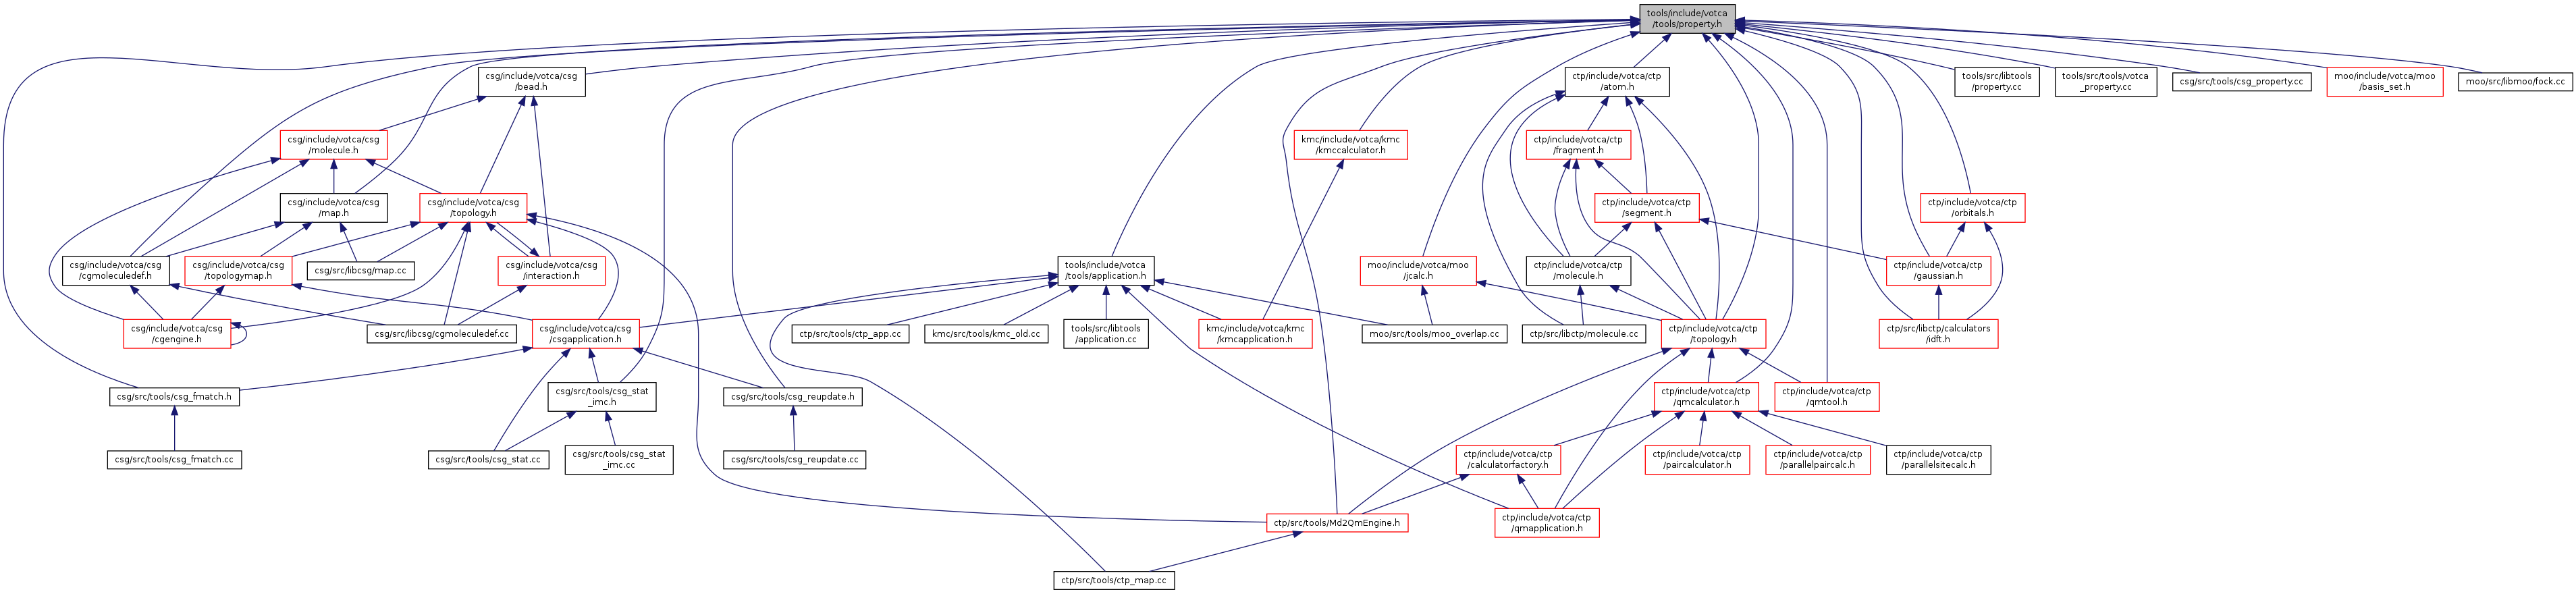 tools/include/votca
/tools/property.h
csg/include/votca/csg
/bead.h
ctp/include/votca/ctp
/atom.h
tools/src/libtools
/property.cc
tools/src/tools/votca
_property.cc
csg/src/tools/csg_property.cc
moo/include/votca/moo
/basis_set.h
moo/src/libmoo/fock.cc
csg/include/votca/csg
/molecule.h
kmc/include/votca/kmc
/kmccalculator.h
ctp/include/votca/ctp
/fragment.h
csg/include/votca/csg
/map.h
csg/include/votca/csg
/topology.h
ctp/include/votca/ctp
/segment.h
ctp/include/votca/ctp
/orbitals.h
csg/include/votca/csg
/cgmoleculedef.h
csg/include/votca/csg
/topologymap.h
csg/src/libcsg/map.cc
csg/include/votca/csg
/interaction.h
tools/include/votca
/tools/application.h
moo/include/votca/moo
/jcalc.h
ctp/include/votca/ctp
/molecule.h
ctp/include/votca/ctp
/gaussian.h
csg/include/votca/csg
/cgengine.h
csg/src/libcsg/cgmoleculedef.cc
csg/include/votca/csg
/csgapplication.h
ctp/src/tools/ctp_app.cc
kmc/src/tools/kmc_old.cc
tools/src/libtools
/application.cc
kmc/include/votca/kmc
/kmcapplication.h
moo/src/tools/moo_overlap.cc
ctp/src/libctp/molecule.cc
ctp/include/votca/ctp
/topology.h
ctp/src/libctp/calculators
/idft.h
csg/src/tools/csg_fmatch.h
csg/src/tools/csg_stat
_imc.h
csg/src/tools/csg_reupdate.h
ctp/include/votca/ctp
/qmcalculator.h
ctp/include/votca/ctp
/qmtool.h
csg/src/tools/csg_fmatch.cc
csg/src/tools/csg_stat.cc
csg/src/tools/csg_stat
_imc.cc
csg/src/tools/csg_reupdate.cc
ctp/include/votca/ctp
/calculatorfactory.h
ctp/include/votca/ctp
/paircalculator.h
ctp/include/votca/ctp
/parallelpaircalc.h
ctp/include/votca/ctp
/parallelsitecalc.h
ctp/src/tools/Md2QmEngine.h
ctp/include/votca/ctp
/qmapplication.h
ctp/src/tools/ctp_map.cc